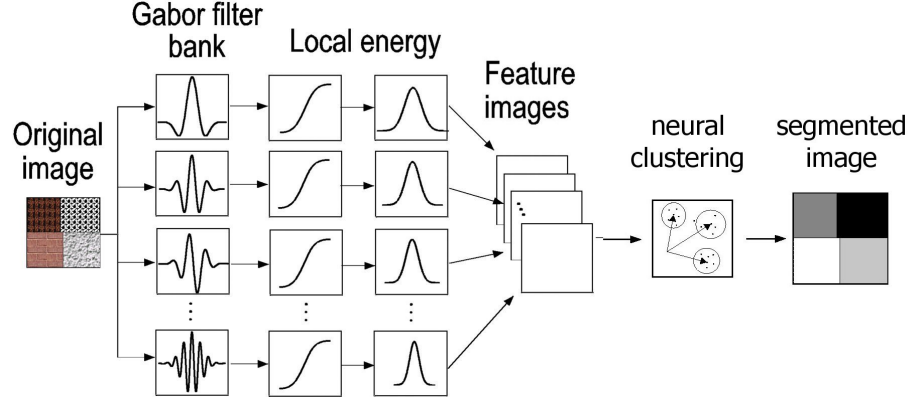 Gabor filter
bank
Local energy
Feature
images
Original
image
neural
clustering
segmented
image